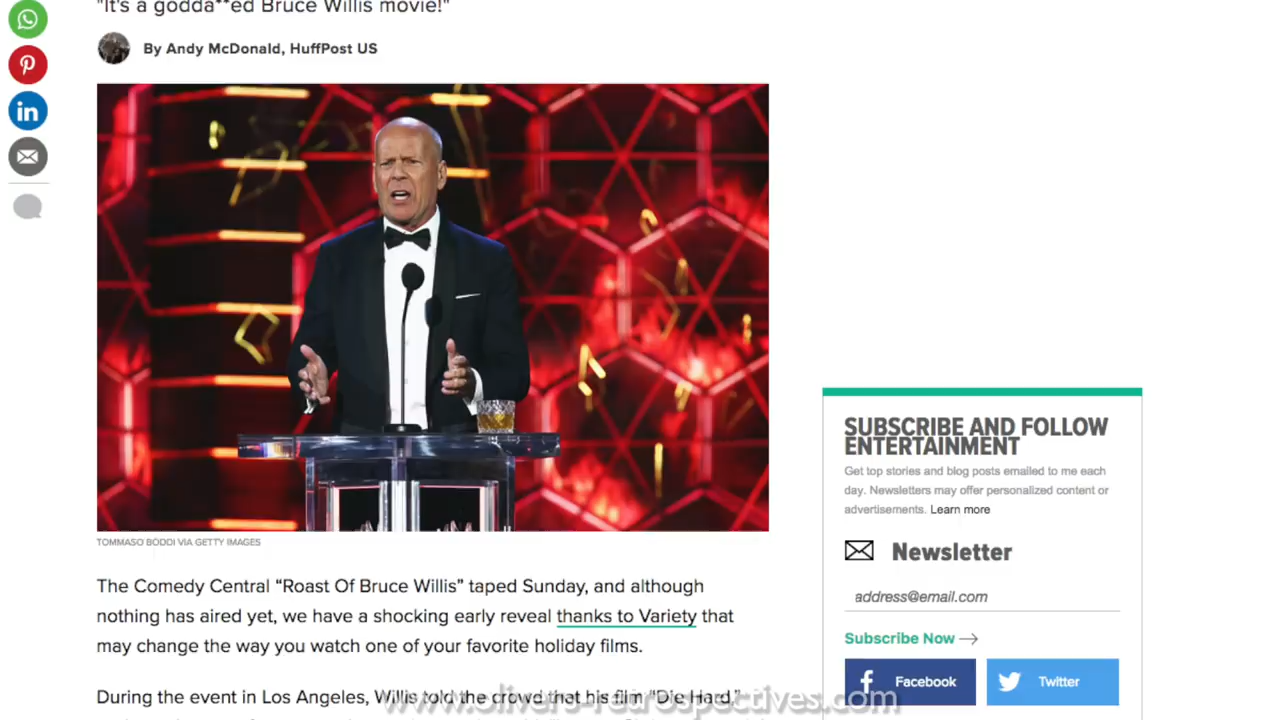 "It's a godda**ed Bruce Willis movie!"
By Andy McDonald, HuffPost US
TOMMASO BODDI VIA GETTY IMAGES
The Comedy Central “Roast Of Bruce Willis” taped Sunday, and although
nothing has aired yet, we have a shocking early reveal thanks to Variety that
may change the way you watch one of your favorite holiday films.
During the event in Los Angeles, Willis told the crowd that his film “Die Hard,”
www.olivers-retrospectives.com
SUBSCRIBE AND FOLLOW
ENTERTAINMENT
Get top stories and blog posts emailed to me each
day. Newsletters may offer personalized content or
advertisements. Learn more
Newsletter
address@email.com
Subscribe Now
Facebook
Twitter